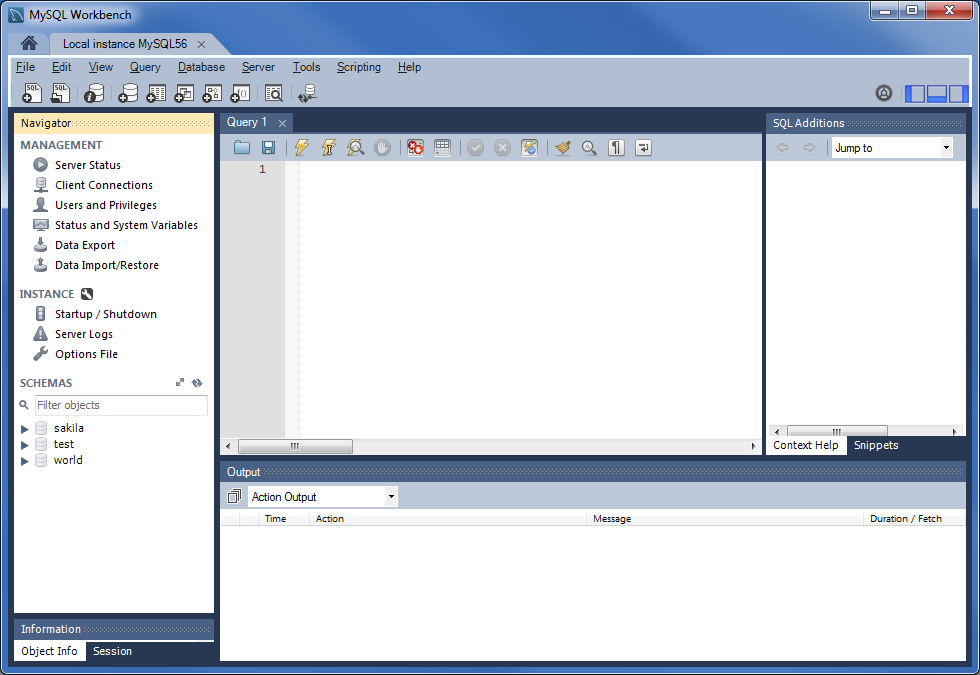 MySQL Workbench
Local instance MySQL56
File Edit View Query Database Server Tools Scripting Help
Navigator
MANAGEMENT
Server Status
Client Connections
Users and Privileges
Status and System Variables
Data Export
Data Import/Restore
INSTANCE
Startup / Shutdown
Server Logs
Options File
SCHEMAS
Filter objects
sakila
test
world
Information
Object Info Session
Query 1
1
SQL Additions
Jump to
Context Help Snippets
Output
Action Output
Time Action Message Duration / Fetch